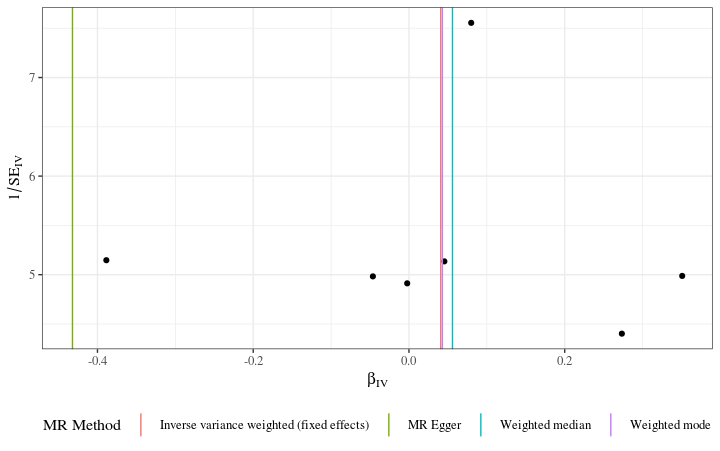 7
6
5
1/SE_IV
-0.4
-0.2
0.0
0.2
β_IV
MR Method
Inverse variance weighted (fixed effects)
MR Egger
Weighted median
Weighted mode